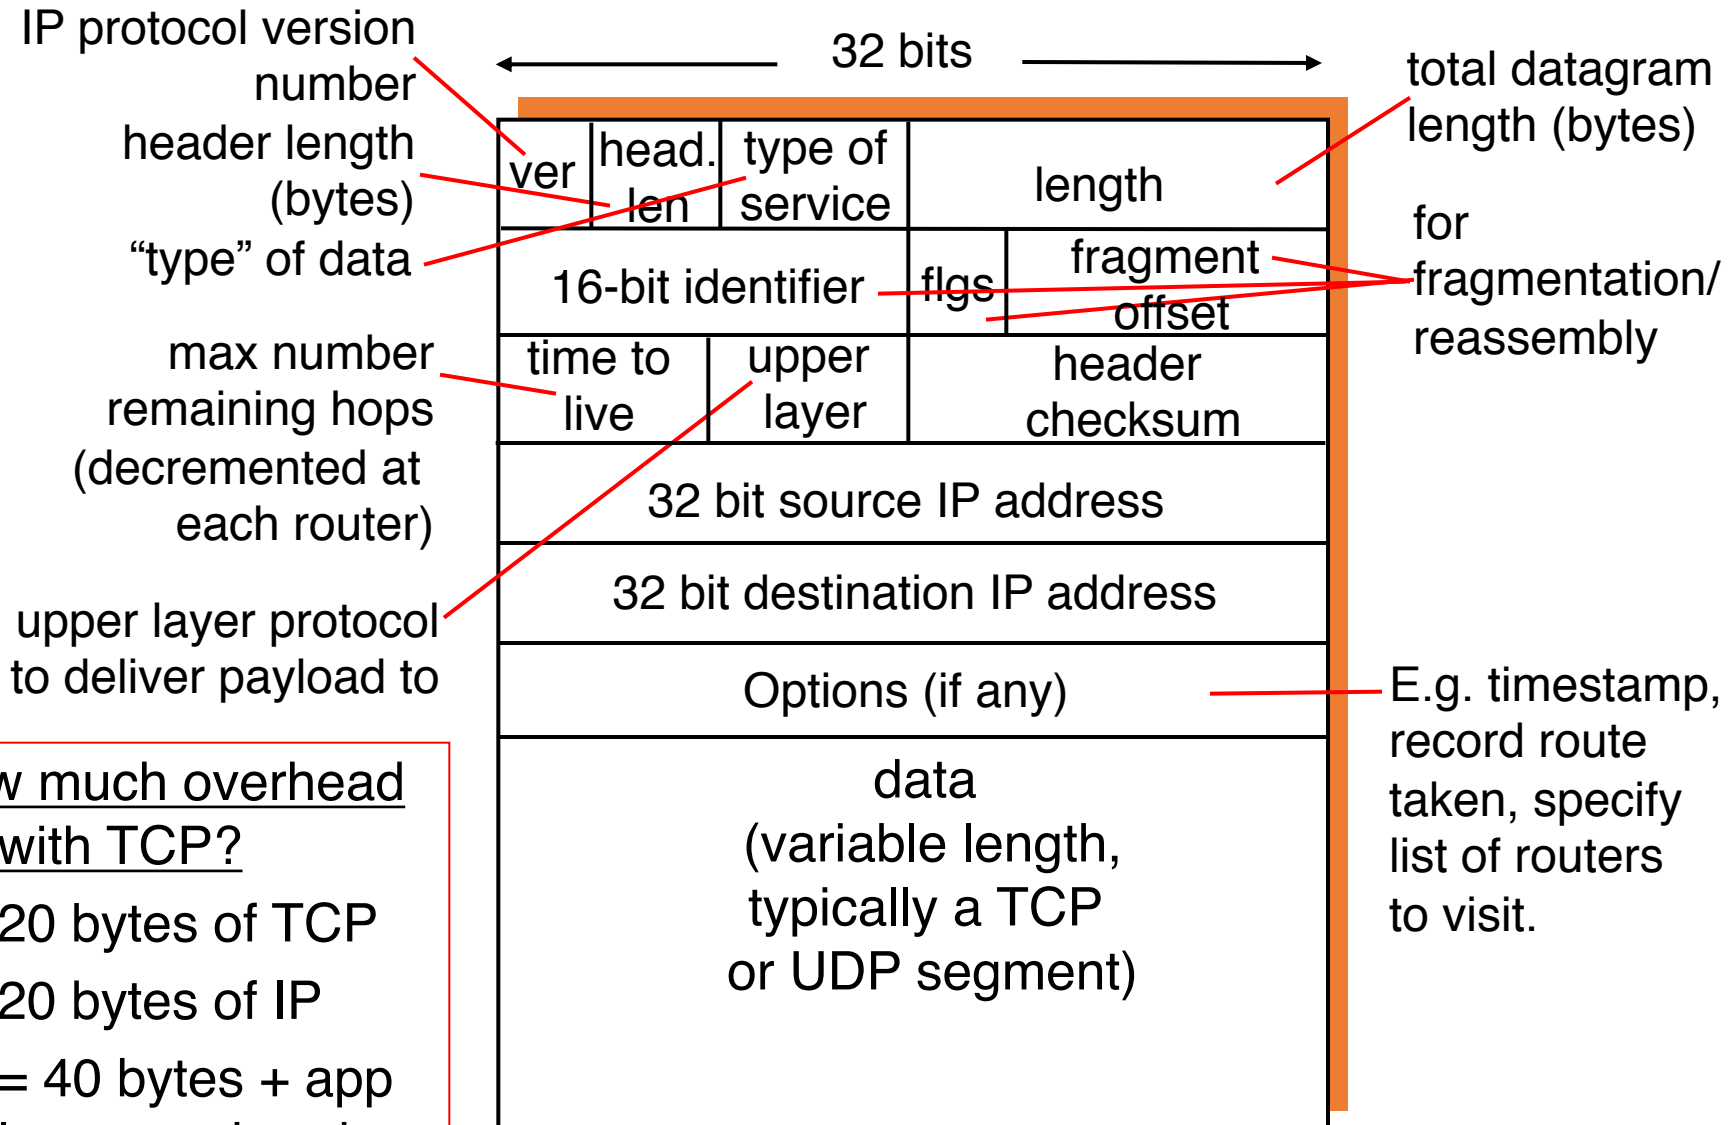 IP protocol version
number
header length
(bytes)
“type” of data
max number
remaining hops
(decremented at
each router)
upper layer protocol
to deliver payload to
32 bits
ver
head.
len
type of
service
length
16-bit identifier
flgs
fragment
offset
time to
live
upper
layer
header
checksum
32 bit source IP address
32 bit destination IP address
Options (if any)
data
(variable length,
typically a TCP
or UDP segment)
total datagram
length (bytes)
for
fragmentation/
reassembly
E.g. timestamp,
record route
taken, specify
list of routers
to visit.
much overhead
with TCP?
20 bytes of TCP
20 bytes of IP
= 40 bytes + app